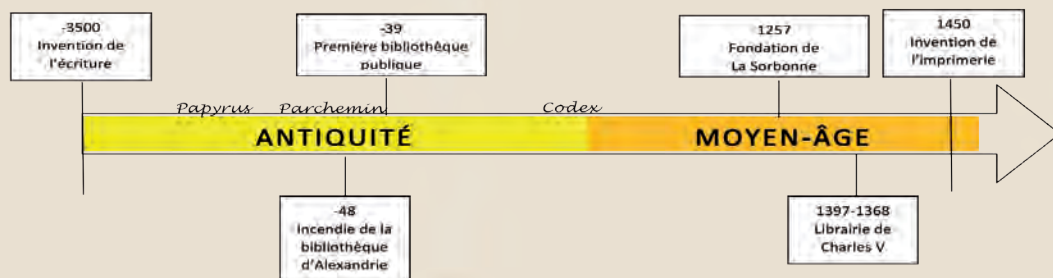 -3500
Invention de
l'écriture
-39
Première bibliothèque
publique
1257
Fondation de
La Sorbonne
1450
Invention de
l'imprimerie
Papyrus Parchemin Codex
ANTIQUITÉ MOYEN-ÂGE
-48
Incendie de la
bibliothèque
d'Alexandrie
1397-1368
Librairie de
Charles V